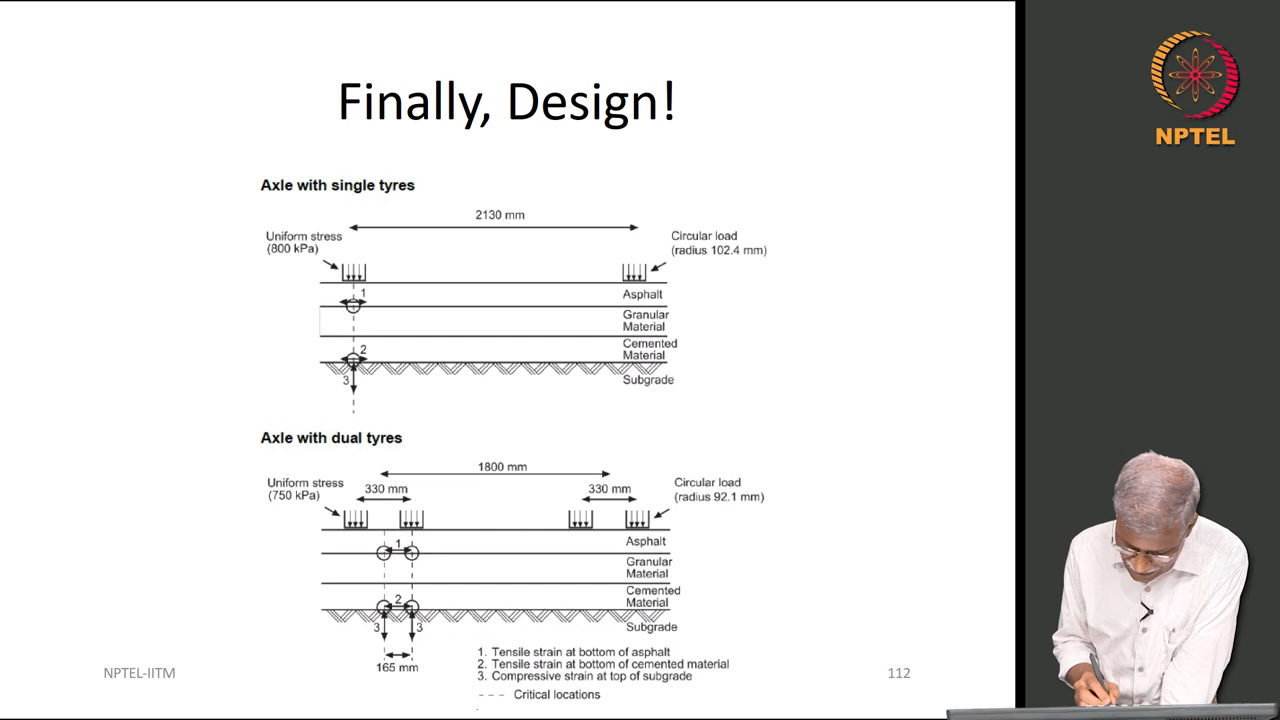 Finally, Design!
NPTEL
Axle with single tyres
2130 mm
Uniform stress
(800 kPa)
Circular load
(radius 102.4 mm)
1
Asphalt
Granular
Material
2
Cemented
Material
3
Subgrade
Axle with dual tyres
1800 mm
Uniform stress
(750 kPa)
330 mm
330 mm
Circular load
(radius 92.1 mm)
1
Asphalt
Granular
Material
2
Cemented
Material
3
3
Subgrade
165 mm
1. Tensile strain at bottom of asphalt
2. Tensile strain at bottom of cemented material
3. Compressive strain at top of subgrade
--- Critical locations
NPTEL-IITM
112